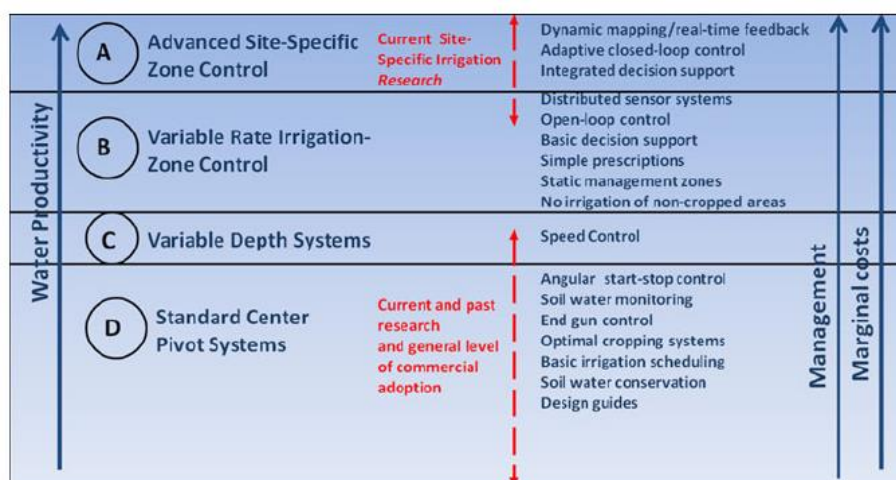 Water Productivity
A
Advanced Site-Specific
Zone Control
Current Site-
Specific Irrigation
Research
Dynamic mapping/real-time feedback
Adaptive closed-loop control
Integrated decision support
B
Variable Rate Irrigation-
Zone Control
Distributed sensor systems
Open-loop control
Basic decision support
Simple prescriptions
Static management zones
No irrigation of non-cropped areas
C
Variable Depth Systems
Speed Control
D
Standard Center
Pivot Systems
Current and past
research
and general level
of commercial
adoption
Angular start-stop control
Soil water monitoring
End gun control
Optimal cropping systems
Basic irrigation scheduling
Soil water conservation
Design guides
Management
Marginal costs